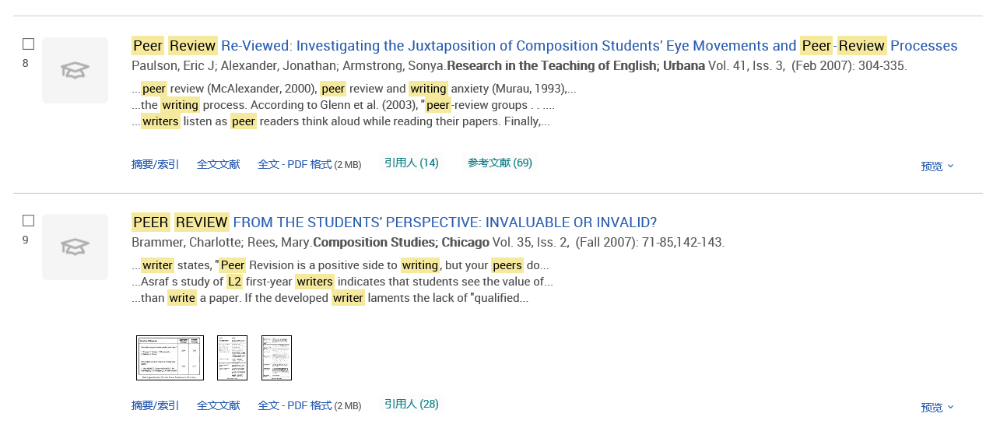 8
Peer Review Re-Viewed: Investigating the Juxtaposition of Composition Students' Eye Movements and Peer-Review Processes
Paulson, Eric J; Alexander, Jonathan; Armstrong, Sonya.Research in the Teaching of English; Urbana Vol. 41, Iss. 3, (Feb 2007): 304-335.
...peer review (McAlexander, 2000), peer review and writing anxiety (Murau, 1993),...
...the writing process. According to Glenn et al. (2003), "peer-review groups . . ....
...writers listen as peer readers think aloud while reading their papers. Finally,...
摘要/索引 全文文献 全文 - PDF 格式 (2 MB) 引用人 (14) 参考文献 (69) 预览
9
PEER REVIEW FROM THE STUDENTS' PERSPECTIVE: INVALUABLE OR INVALID?
Brammer, Charlotte; Rees, Mary.Composition Studies; Chicago Vol. 35, Iss. 2, (Fall 2007): 71-85,142-143.
...writer states, "Peer Revision is a positive side to writing, but your peers do...
...Asraf s study of L2 first-year writers indicates that students see the value of...
...than write a paper. If the developed writer laments the lack of "qualified...
摘要/索引 全文文献 全文 - PDF 格式 (2 MB) 引用人 (28) 预览